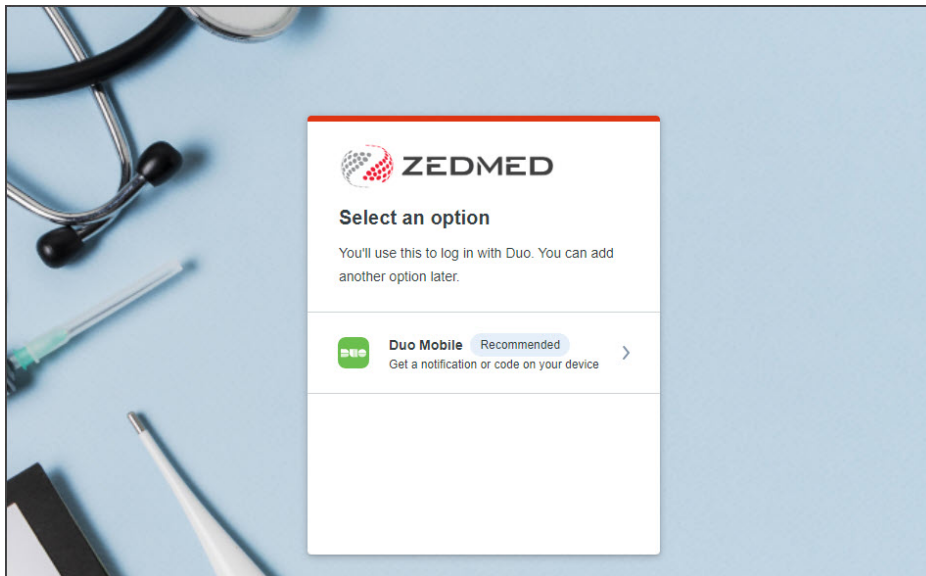 ZEDMED
Select an option
You'll use this to log in with Duo. You can add
another option later.
DUO
Duo Mobile Recommended
Get a notification or code on your device